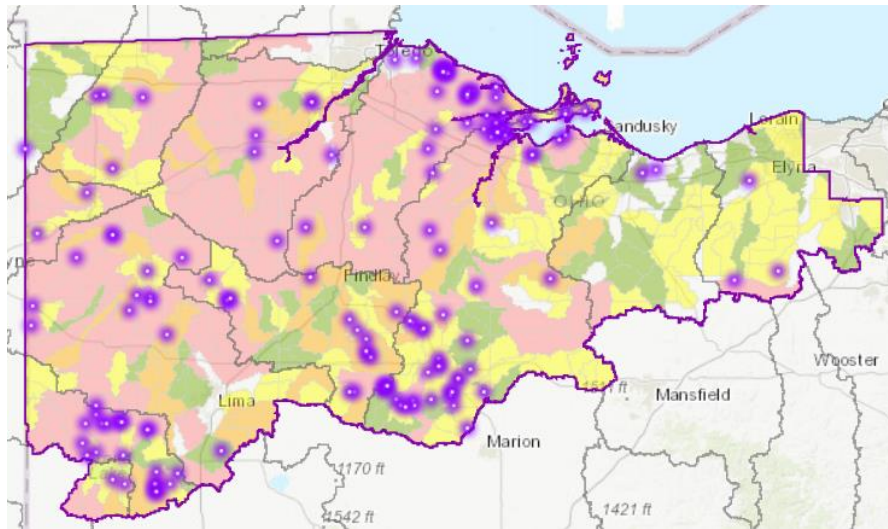 Toledo
Sandusky
Lorain
Elyria
OHIO
Findlay
Wooster
Lima
Mansfield
Marion
1170 ft
1542 ft
1421 ft